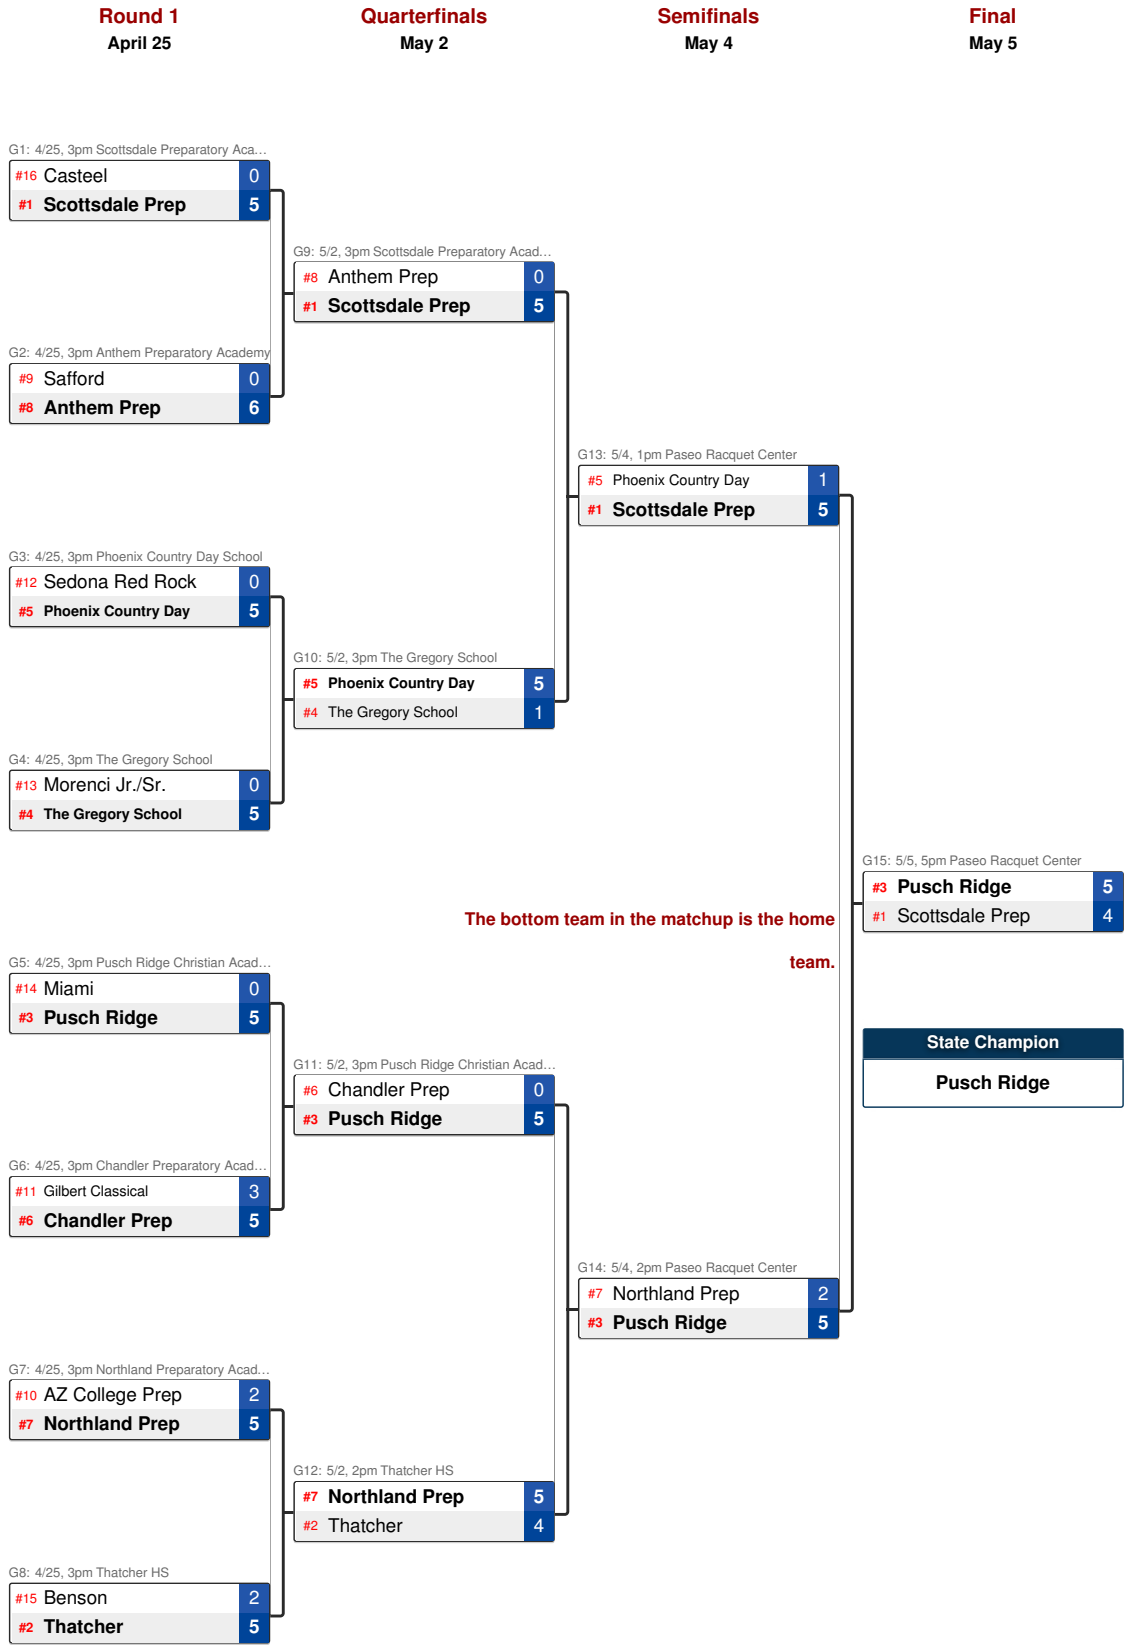 Round 1
April 25
Quarterfinals
May 2
Semifinals
May 4
Final
May 5
G1: 4/25, 3pm Scottsdale Preparatory Aca...
#16 Casteel 0
#1 Scottsdale Prep 5
G2: 4/25, 3pm Anthem Preparatory Academy
#9 Safford 0
#8 Anthem Prep 6
G3: 4/25, 3pm Phoenix Country Day School
#12 Sedona Red Rock 0
#5 Phoenix Country Day 5
G4: 4/25, 3pm The Gregory School
#13 Morenci Jr./Sr. 0
#4 The Gregory School 5
G5: 4/25, 3pm Pusch Ridge Christian Acad...
#14 Miami 0
#3 Pusch Ridge 5
G6: 4/25, 3pm Chandler Preparatory Acad...
#11 Gilbert Classical 3
#6 Chandler Prep 5
G7: 4/25, 3pm Northland Preparatory Acad...
#10 AZ College Prep 2
#7 Northland Prep 5
G8: 4/25, 3pm Thatcher HS
#15 Benson 2
#2 Thatcher 5
G9: 5/2, 3pm Scottsdale Preparatory Acad...
#8 Anthem Prep 0
#1 Scottsdale Prep 5
G10: 5/2, 3pm The Gregory School
#5 Phoenix Country Day 5
#4 The Gregory School 1
G11: 5/2, 3pm Pusch Ridge Christian Acad...
#6 Chandler Prep 0
#3 Pusch Ridge 5
G12: 5/2, 2pm Thatcher HS
#7 Northland Prep 5
#2 Thatcher 4
G13: 5/4, 1pm Paseo Racquet Center
#5 Phoenix Country Day 1
#1 Scottsdale Prep 5
The bottom team in the matchup is the home
team.
G14: 5/4, 2pm Paseo Racquet Center
#7 Northland Prep 2
#3 Pusch Ridge 5
G15: 5/5, 5pm Paseo Racquet Center
#3 Pusch Ridge 5
#1 Scottsdale Prep 4
State Champion
Pusch Ridge